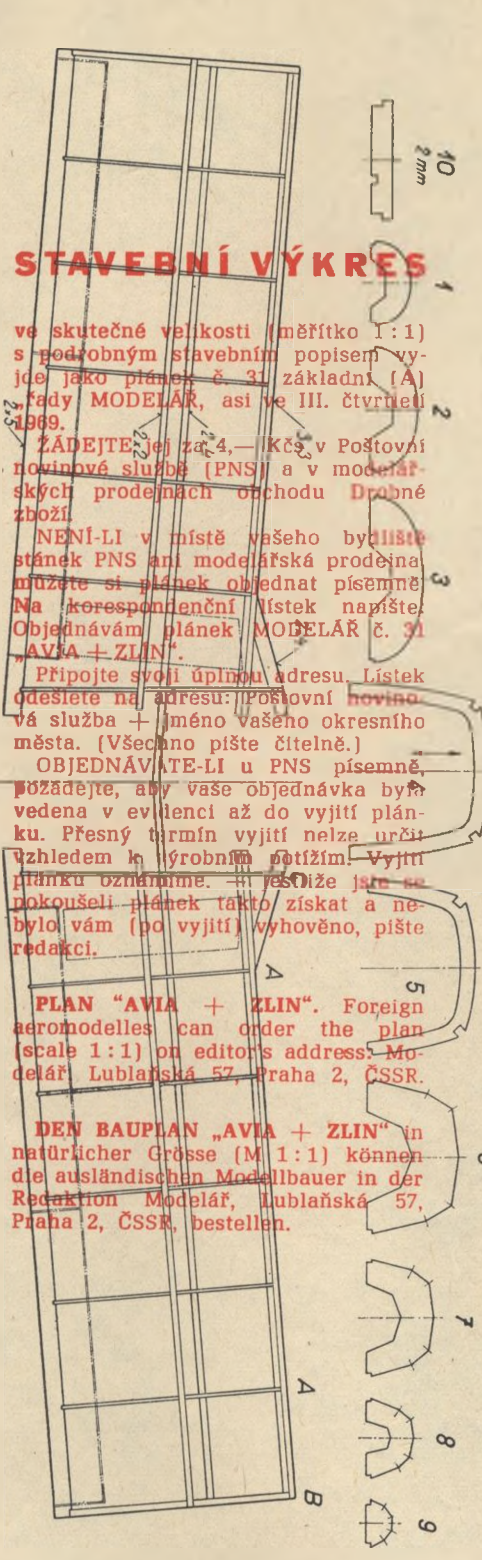 STAVEBNÍ VÝKRES
ve skutečné velikosti (měřítko 1:1)
s podrobným stavebním popisem vy-
jde jako plánek č. 31 základní (A)
řady MODELÁŘ, asi ve III. čtvrtletí
1969.
ŽÁDEJTE jej za 4,— Kčs v Poštovní
novinové službě (PNS) a v modelář-
ských prodejnách obchodu Drobné
zboží.
NENÍ-LI v místě vašeho bydliště
stánek PNS ani modelářská prodejna,
můžete si plánek objednat písemně.
Na korespondenční lístek napište:
Objednávám plánek MODELÁŘ č. 31
„AVIA + ZLIN“.
Připojte svoji úplnou adresu. Lístek
odešlete na adresu: Poštovní novino-
vá služba + jméno vašeho okresního
města. (Všechno pište čitelně.)
OBJEDNÁVÁTE-LI u PNS písemně,
požádejte, aby vaše objednávka byla
vedena v evidenci až do vyjití plán-
ku. Přesný termín vyjití nelze určit
vzhledem k výrobním potížím. Vyjití
plánku oznámíme. — Jestliže jste se
pokoušeli plánek takto získat a ne-
bylo vám (po vyjití) vyhověno, pište
redakci.
PLAN “AVIA + ZLIN“. Foreign
aeromodelles can order the plan
(scale 1:1) on editor's address: Mo-
delář, Lublaňská 57, Praha 2, ČSSR.
DEN BAUPLAN „AVIA + ZLIN“ in
natürlicher Grösse (M 1:1) können
die ausländischen Modellbauer in der
Redaktion Modelář, Lublaňská 57,
Praha 2, ČSSR, bestellen.
10
2 mm
1
2
3
4
5
7
8
9
2×5
2×2
2×4
3×3
A
A
B